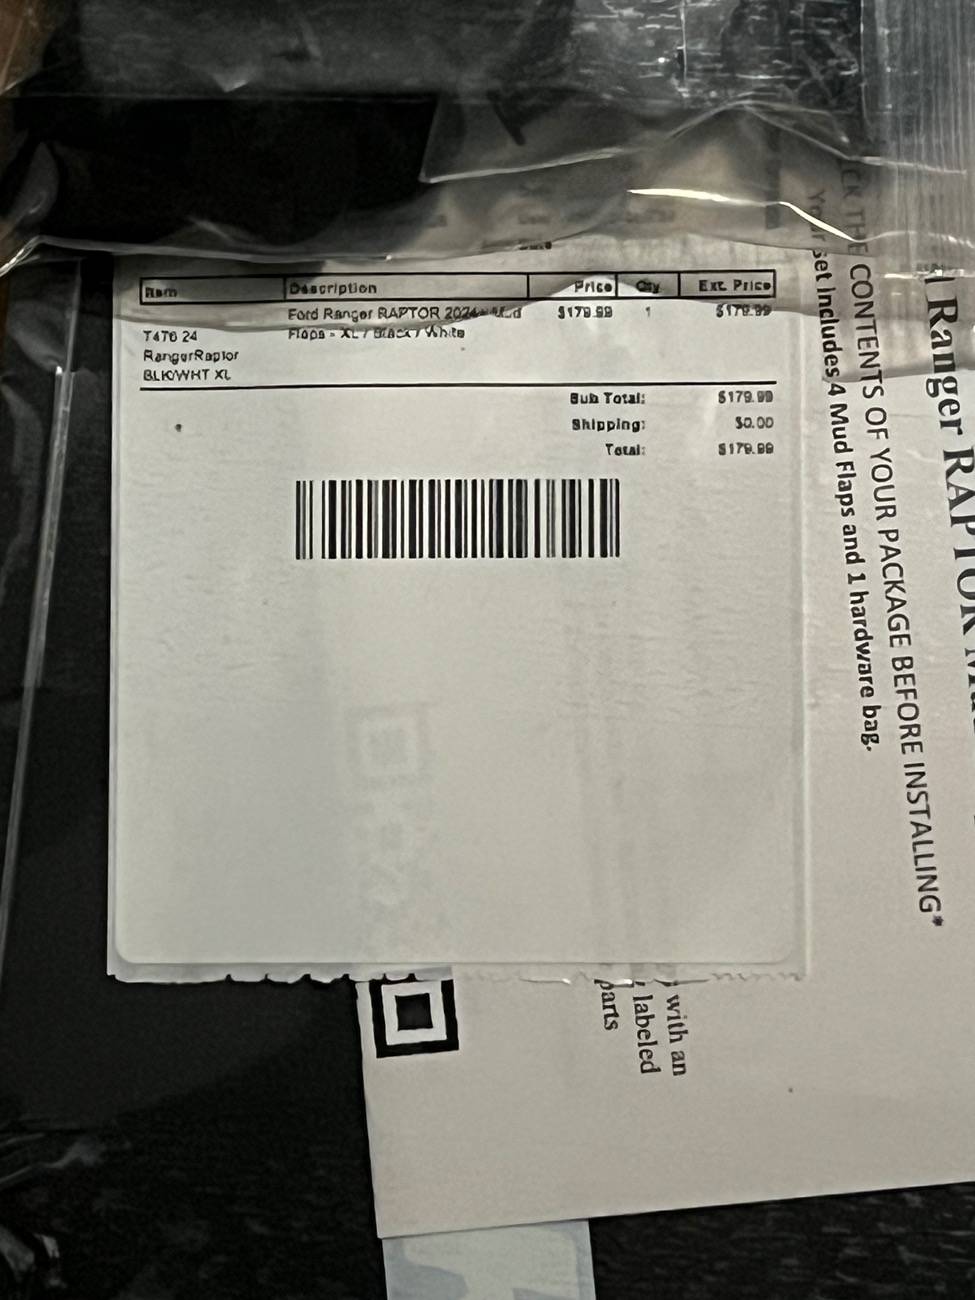 Item Description Price Qty Ext. Price
Ford Ranger RAPTOR 2024 Mud $179.99 1 $179.99
T476 24 Flaps - XL / Black / White
RangerRaptor
BLK/WHT XL
Sub Total: $179.99
Shipping: $0.00
Total: $179.99
Ranger RAPTOR
CK THE CONTENTS OF YOUR PACKAGE BEFORE INSTALLING*
Your set includes 4 Mud Flaps and 1 hardware bag.
with an
labeled
parts